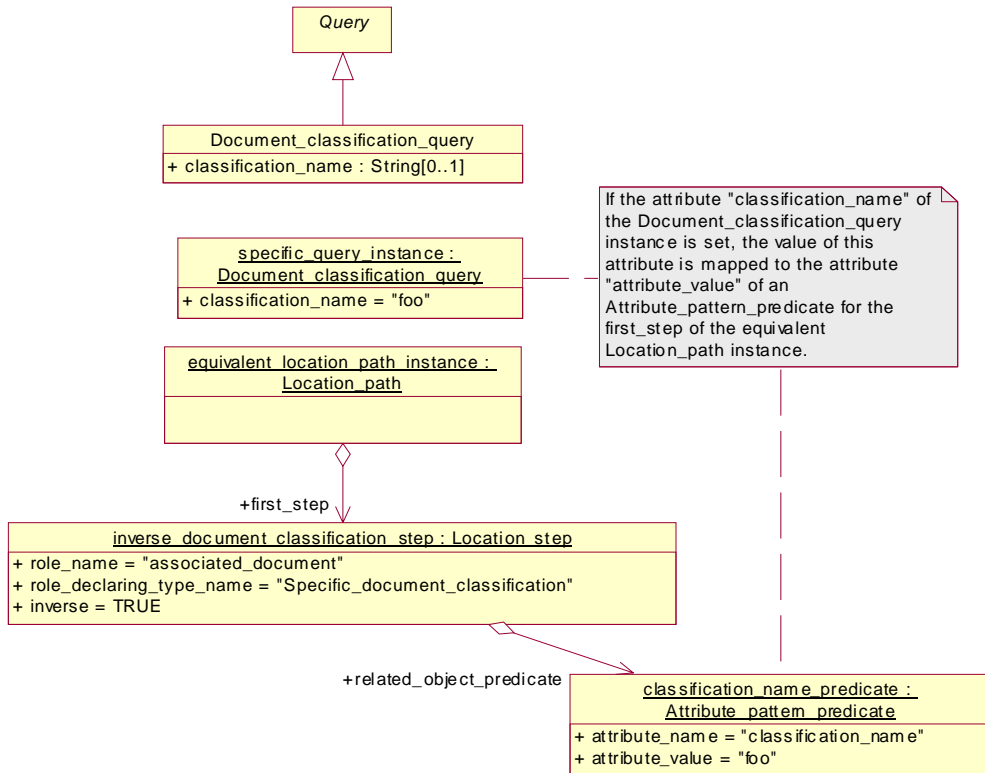 Query
Document_classification_query
+ classification_name : String[0..1]
If the attribute "classification_name" of
the Document_classification_query
instance is set, the value of this
attribute is mapped to the attribute
"attribute_value" of an
Attribute_pattern_predicate for the
first_step of the equivalent
Location_path instance.
specific_query_instance :
Document_classification_query
+ classification_name = "foo"
equivalent_location_path_instance :
Location_path
+first_step
inverse_document_classification_step : Location_step
+ role_name = "associated_document"
+ role_declaring_type_name = "Specific_document_classification"
+ inverse = TRUE
+related_object_predicate
classification_name_predicate :
Attribute_pattern_predicate
+ attribute_name = "classification_name"
+ attribute_value = "foo"